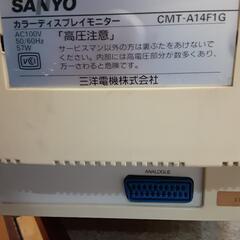 SANYO
カラーディスプレイモニター CMT-A14F1G
AC100V
50/60Hz
57W
「高圧注意」
サービスマン以外の方は裏ぶたをあけないで下
さい。内部には高電圧部分が数多くあり、
万一さわると危険です。
三洋電機株式会社
ANALOGUE